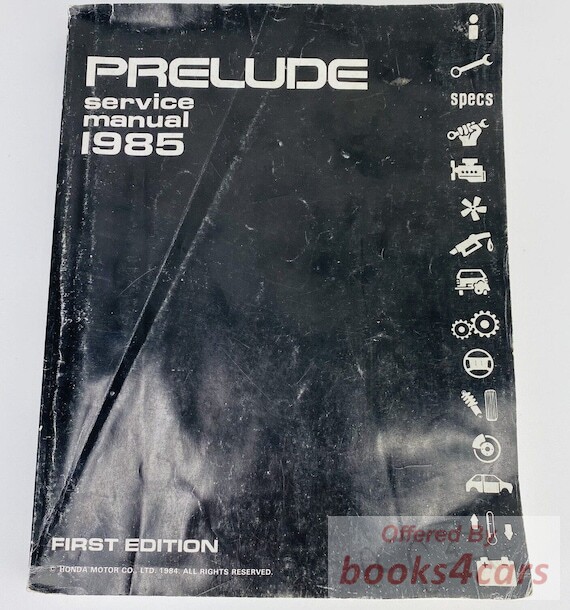 PRELUDE
service
manual
1985
specs
FIRST EDITION
© HONDA MOTOR CO., LTD. 1984. ALL RIGHTS RESERVED.
Offered By
books4cars